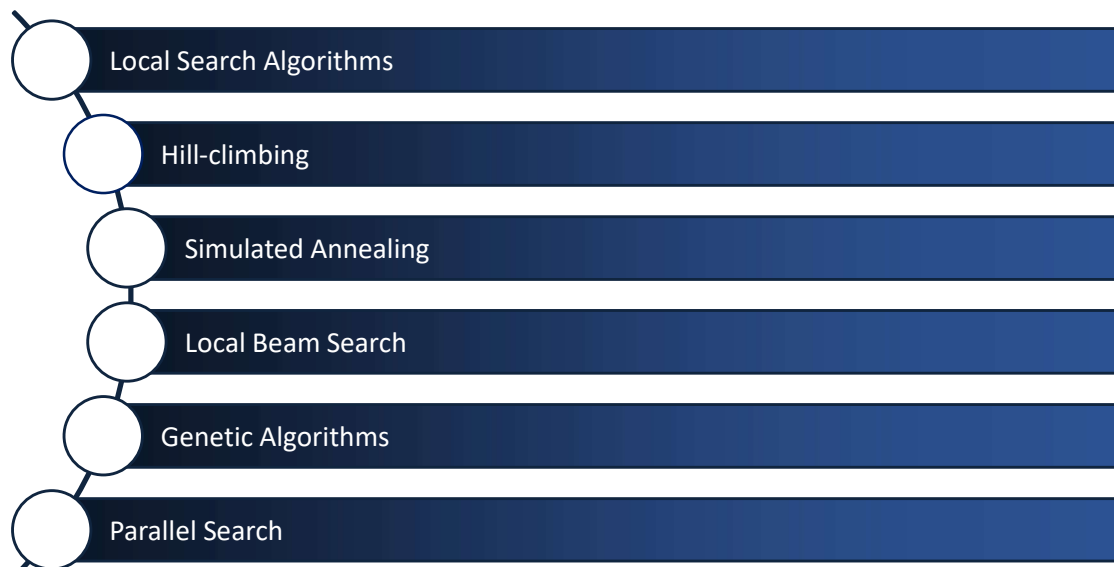 Local Search Algorithms
Hill-climbing
Simulated Annealing
Local Beam Search
Genetic Algorithms
Parallel Search